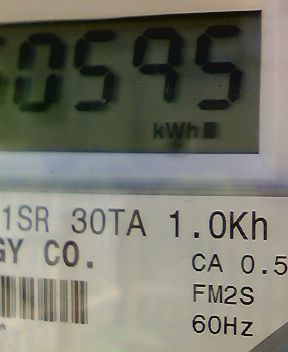 0595
kWh
1SR 30TA 1.0Kh
GY CO.
CA 0.5
FM2S
60Hz